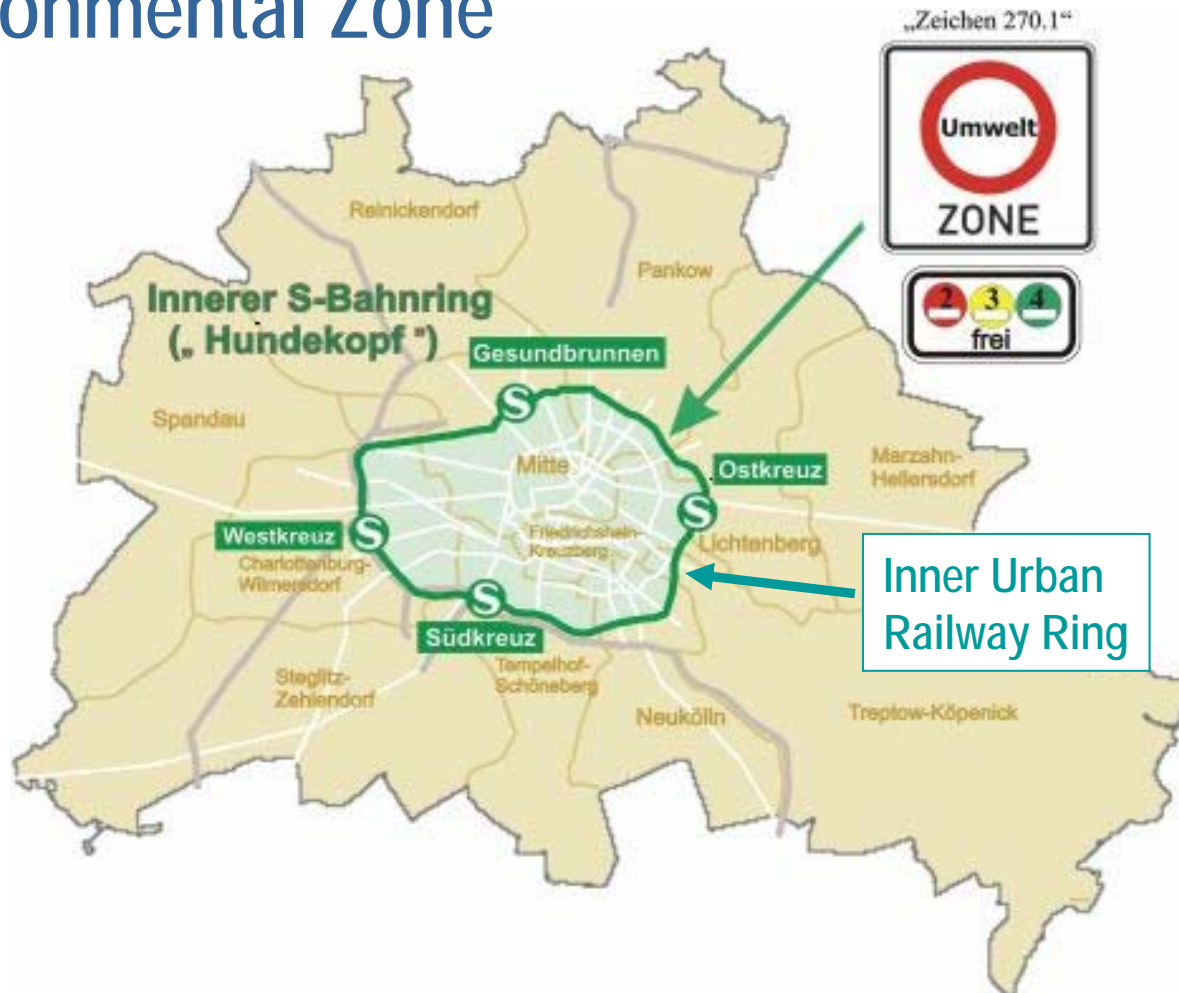 onmental Zone
„Zeichen 270.1“
Umwelt
ZONE
2 3 4
frei
Reinickendorf
Pankow
Innerer S-Bahnring
(„ Hundekopf ")
Gesundbrunnen
Spandau
Mitte
Ostkreuz
Marzahn-
Hellersdorf
Westkreuz
Friedrichshain-
Kreuzberg
Lichtenberg
Charlottenburg-
Wilmersdorf
Inner Urban
Railway Ring
Südkreuz
Steglitz-
Zehlendorf
Tempelhof-
Schöneberg
Neukölln
Treptow-Köpenick
S
S
S
S